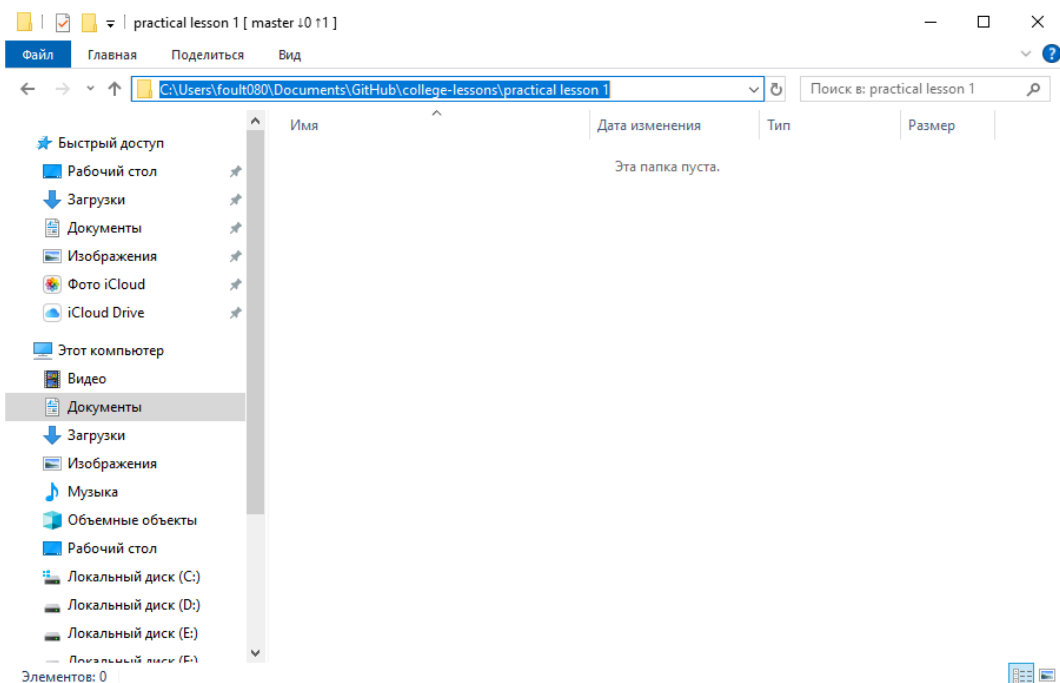 practical lesson 1 [ master ↓0 ↑1 ]
Файл Главная Поделиться Вид
C:\Users\foult080\Documents\GitHub\college-lessons\practical lesson 1
Поиск в: practical lesson 1
Имя Дата изменения Тип Размер
Эта папка пуста.
Быстрый доступ
Рабочий стол
Загрузки
Документы
Изображения
Фото iCloud
iCloud Drive
Этот компьютер
Видео
Документы
Загрузки
Изображения
Музыка
Объемные объекты
Рабочий стол
Локальный диск (C:)
Локальный диск (D:)
Локальный диск (E:)
Локальный диск (F:)
Элементов: 0